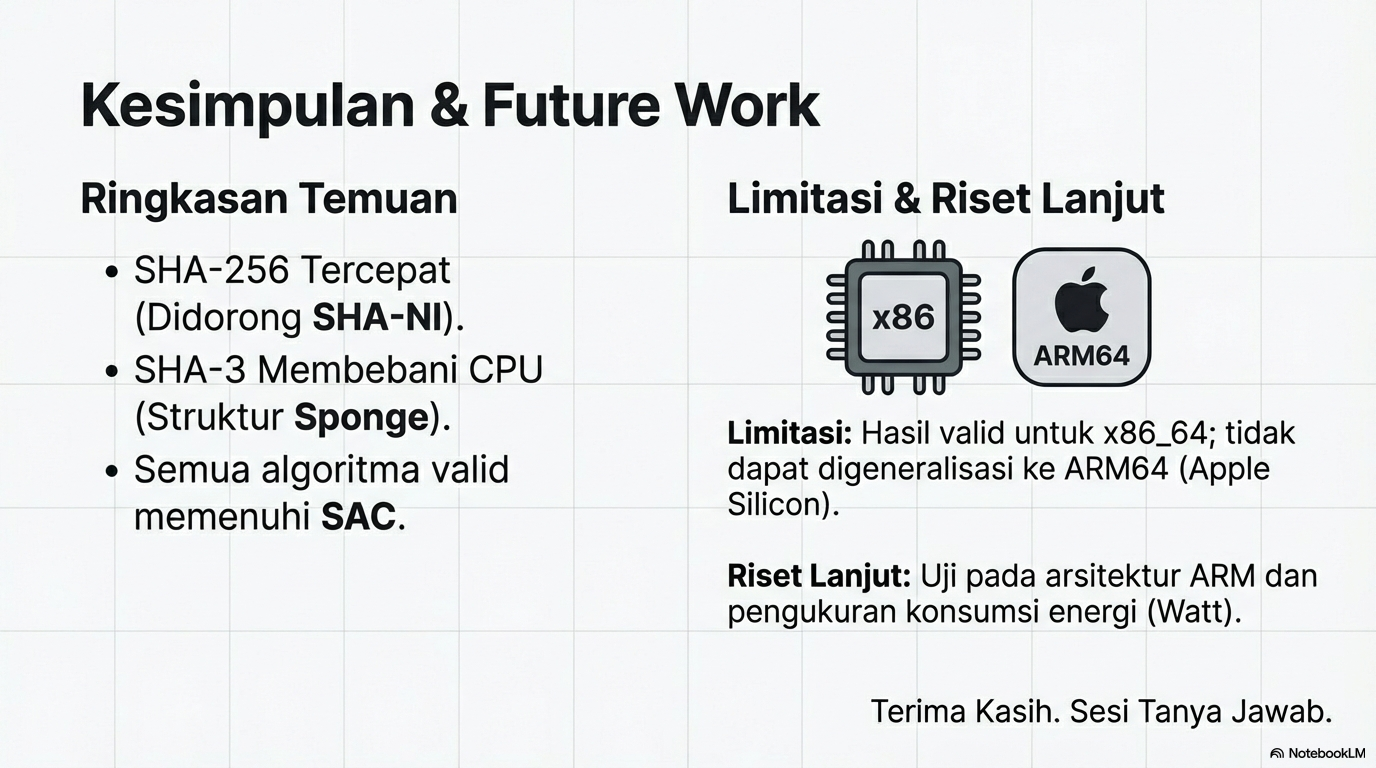 Kesimpulan & Future Work
Ringkasan Temuan
• SHA-256 Tercepat
(Didorong SHA-NI).
• SHA-3 Membebani CPU
(Struktur Sponge).
• Semua algoritma valid
memenuhi SAC.
Limitasi & Riset Lanjut
x86
ARM64
Limitasi: Hasil valid untuk x86_64; tidak
dapat digeneralisasi ke ARM64 (Apple
Silicon).
Riset Lanjut: Uji pada arsitektur ARM dan
pengukuran konsumsi energi (Watt).
Terima Kasih. Sesi Tanya Jawab.
NotebookLM